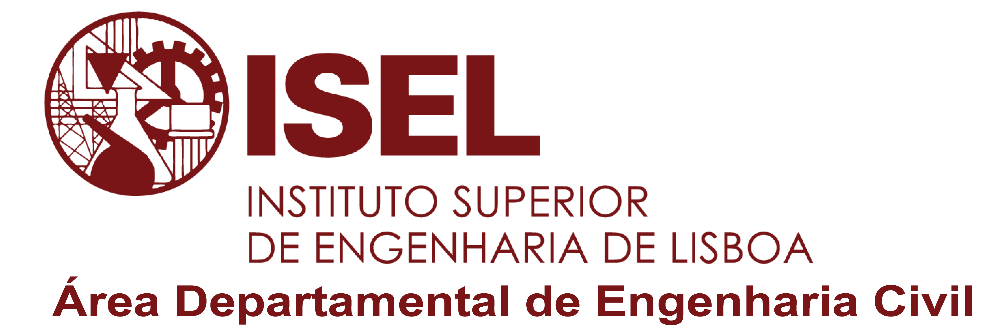 ISEL
INSTITUTO SUPERIOR
DE ENGENHARIA DE LISBOA
Área Departamental de Engenharia Civil